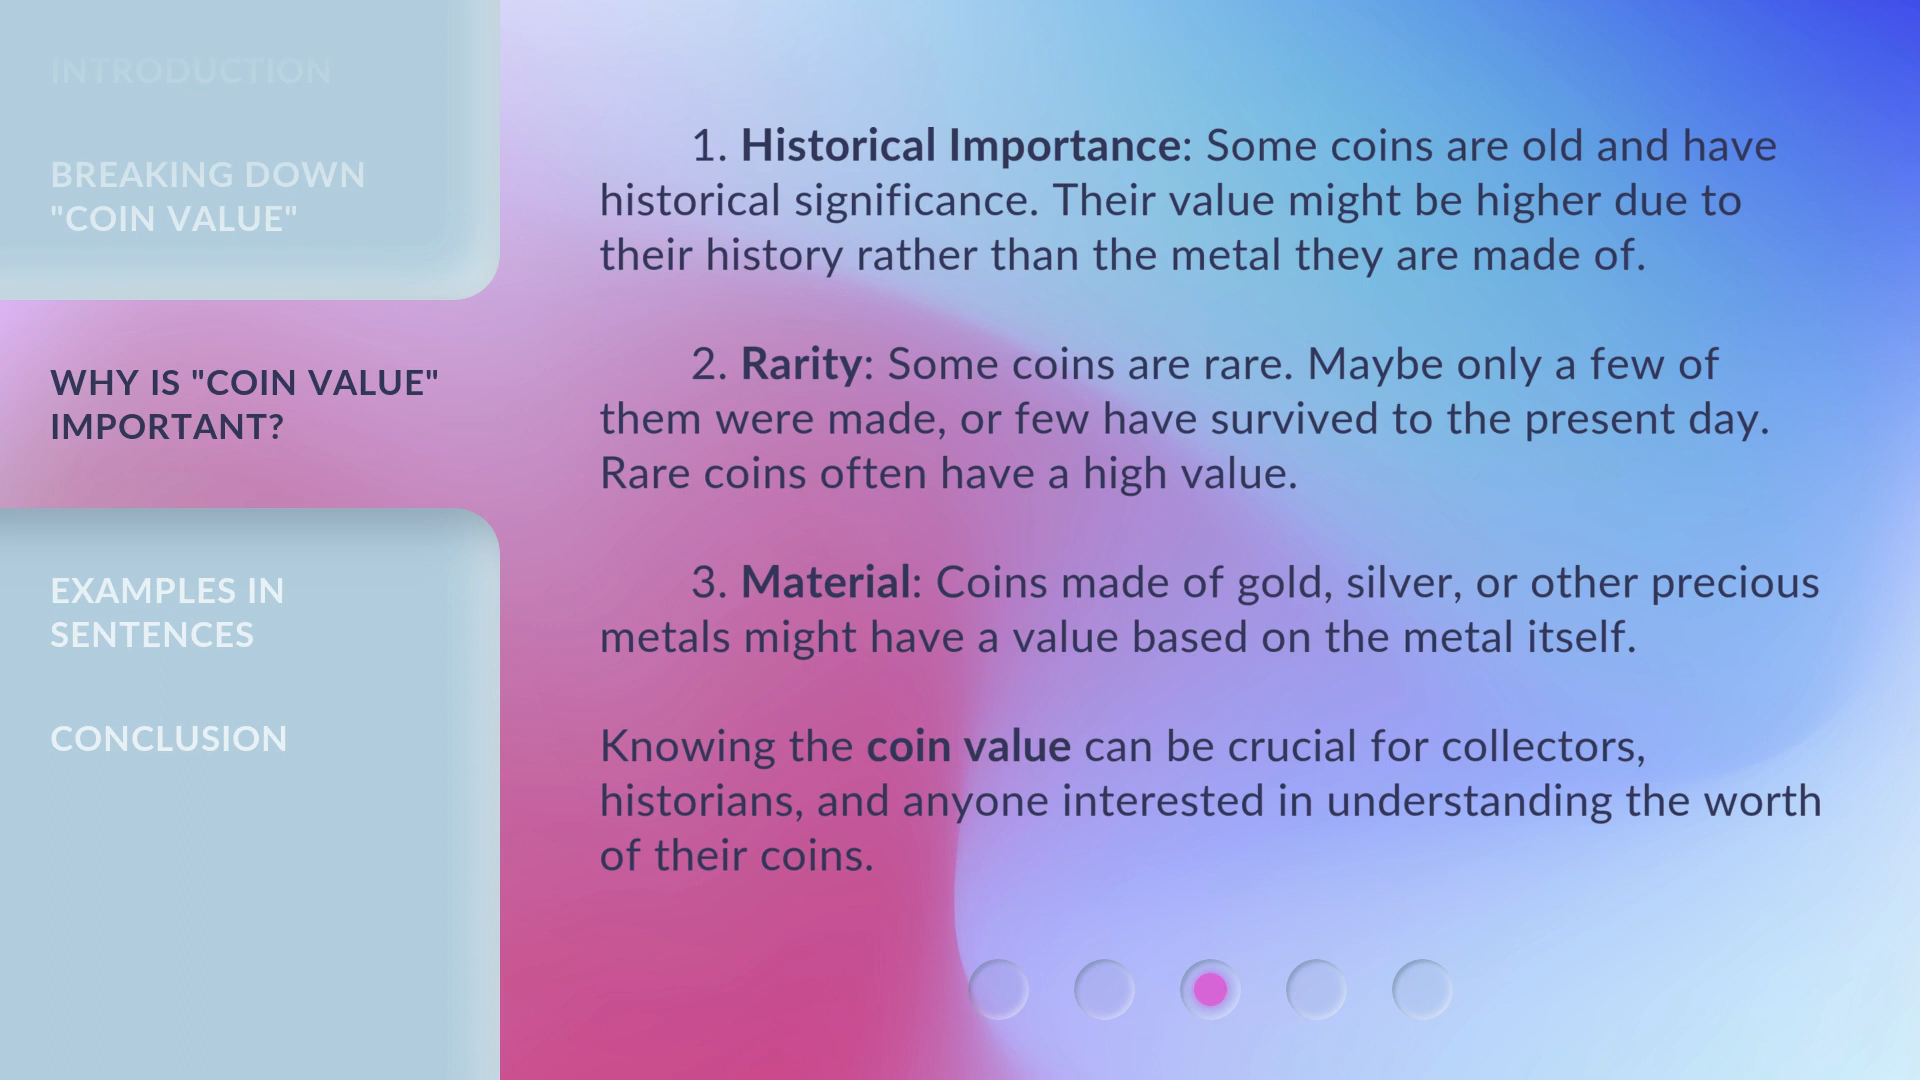 INTRODUCTION
BREAKING DOWN
"COIN VALUE"
WHY IS "COIN VALUE"
IMPORTANT?
EXAMPLES IN
SENTENCES
CONCLUSION
1. Historical Importance: Some coins are old and have
historical significance. Their value might be higher due to
their history rather than the metal they are made of.
2. Rarity: Some coins are rare. Maybe only a few of
them were made, or few have survived to the present day.
Rare coins often have a high value.
3. Material: Coins made of gold, silver, or other precious
metals might have a value based on the metal itself.
Knowing the coin value can be crucial for collectors,
historians, and anyone interested in understanding the worth
of their coins.